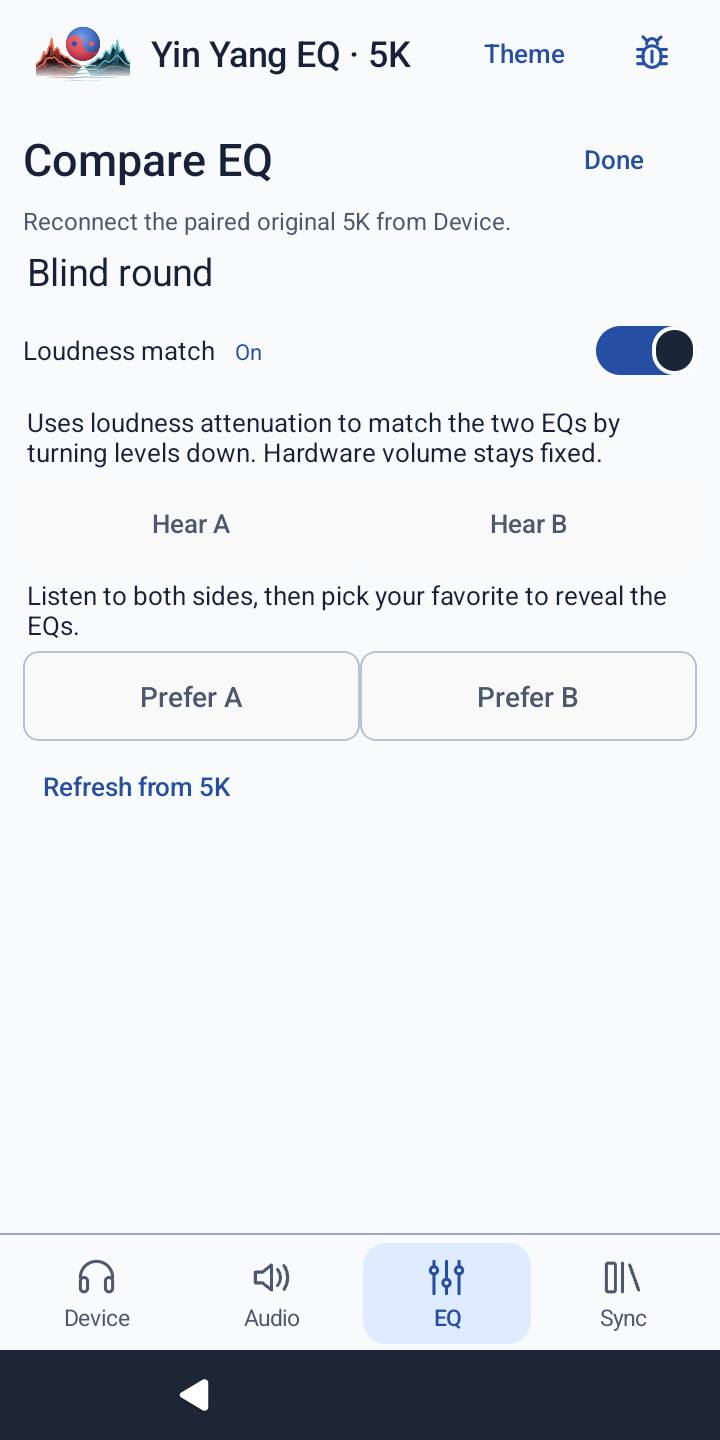 Yin Yang EQ · 5K
Theme
Compare EQ
Done
Reconnect the paired original 5K from Device.
Blind round
Loudness match On
Uses loudness attenuation to match the two EQs by
turning levels down. Hardware volume stays fixed.
Hear A
Hear B
Listen to both sides, then pick your favorite to reveal the
EQs.
Prefer A
Prefer B
Refresh from 5K
Device
Audio
EQ
Sync